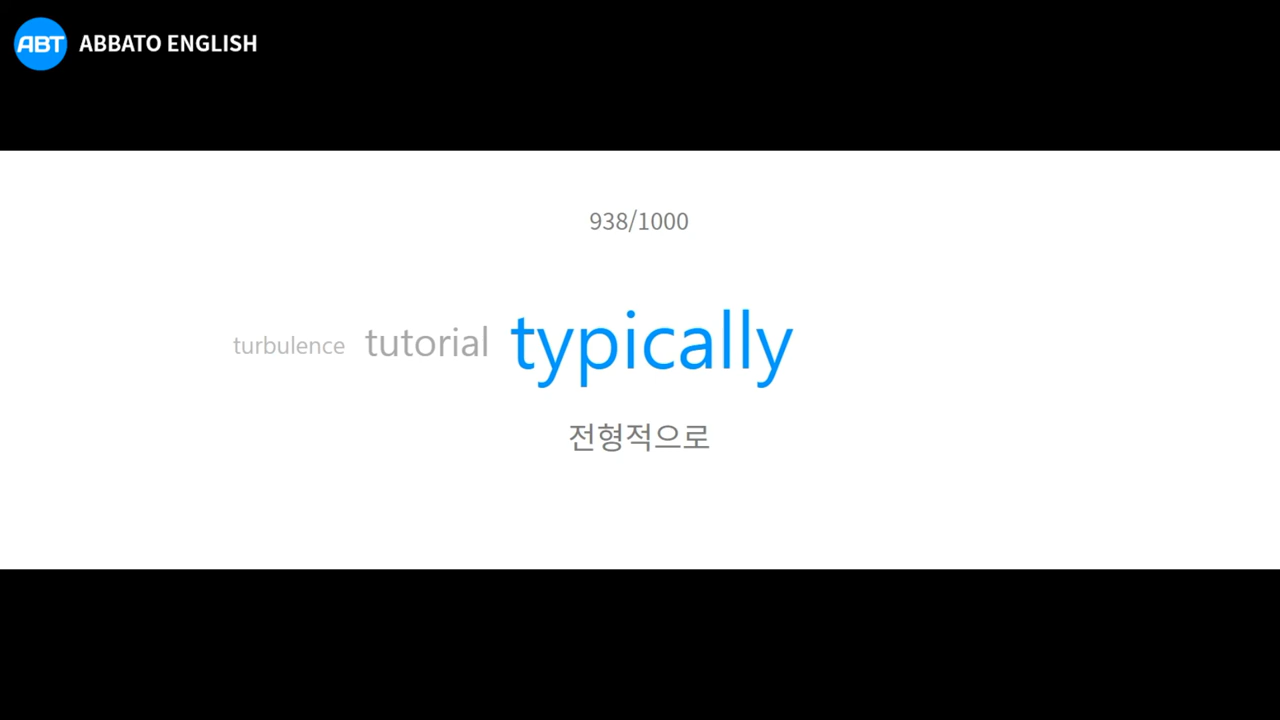 ABT ABBATO ENGLISH
938/1000
turbulence tutorial typically
전형적으로